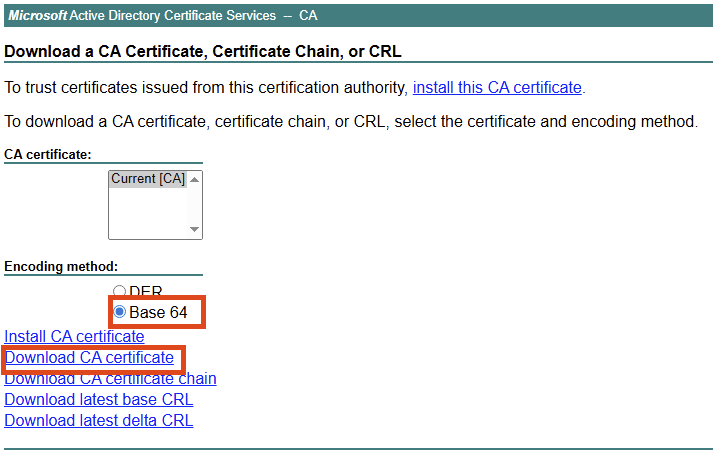 Microsoft Active Directory Certificate Services -- CA
Download a CA Certificate, Certificate Chain, or CRL
To trust certificates issued from this certification authority, install this CA certificate.
To download a CA certificate, certificate chain, or CRL, select the certificate and encoding method.
CA certificate:
Current [CA]
Encoding method:
DER
Base 64
Install CA certificate
Download CA certificate
Download CA certificate chain
Download latest base CRL
Download latest delta CRL